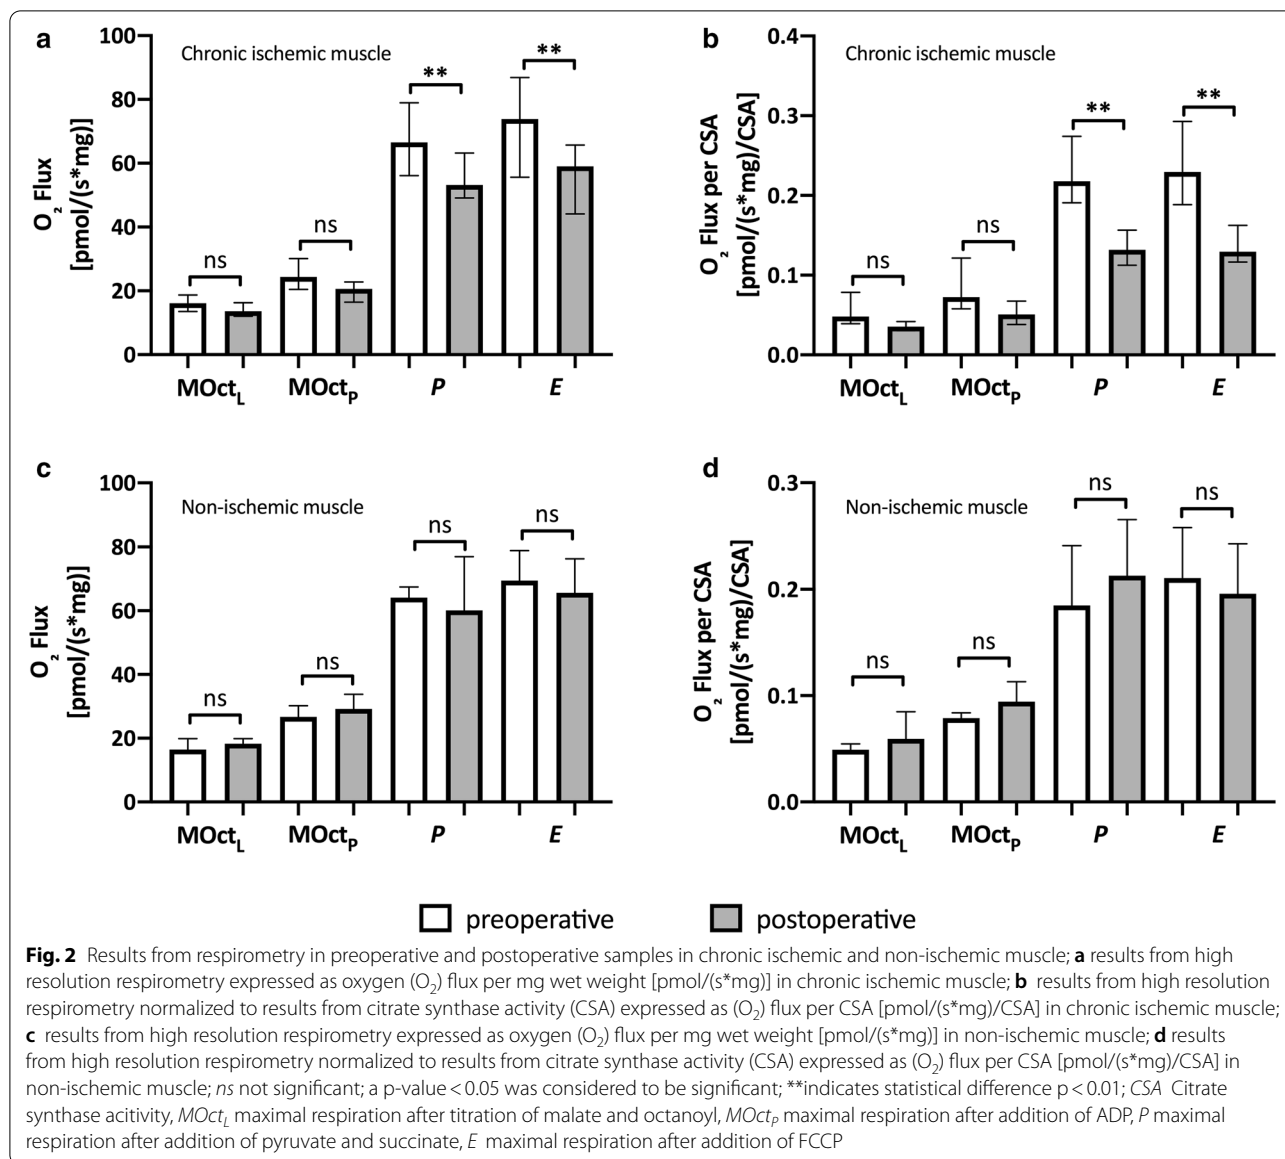 a
Chronic ischemic muscle
O₂ Flux
[pmol/(s*mg)]
100
80
60
40
20
0
ns
ns
**
**
MOctL
MOctP
P
E
b
Chronic ischemic muscle
O₂ Flux per CSA
[pmol/(s*mg)/CSA]
0.4
0.3
0.2
0.1
0.0
ns
ns
**
**
MOctL
MOctP
P
E
c
Non-ischemic muscle
O₂ Flux
[pmol/(s*mg)]
100
80
60
40
20
0
ns
ns
ns
ns
MOctL
MOctP
P
E
d
Non-ischemic muscle
O₂ Flux per CSA
[pmol/(s*mg)/CSA]
0.3
0.2
0.1
0.0
ns
ns
ns
ns
MOctL
MOctP
P
E
preoperative
postoperative
Fig. 2 Results from respirometry in preoperative and postoperative samples in chronic ischemic and non-ischemic muscle; a results from high
resolution respirometry expressed as oxygen (O₂) flux per mg wet weight [pmol/(s*mg)] in chronic ischemic muscle; b results from high resolution
respirometry normalized to results from citrate synthase activity (CSA) expressed as (O₂) flux per CSA [pmol/(s*mg)/CSA] in chronic ischemic muscle;
c results from high resolution respirometry expressed as oxygen (O₂) flux per mg wet weight [pmol/(s*mg)] in non-ischemic muscle; d results
from high resolution respirometry normalized to results from citrate synthase activity (CSA) expressed as (O₂) flux per CSA [pmol/(s*mg)/CSA] in
non-ischemic muscle; ns not significant; a p-value < 0.05 was considered to be significant; **indicates statistical difference p < 0.01; CSA Citrate
synthase acitivity, MOctL maximal respiration after titration of malate and octanoyl, MOctP maximal respiration after addition of ADP, P maximal
respiration after addition of pyruvate and succinate, E maximal respiration after addition of FCCP